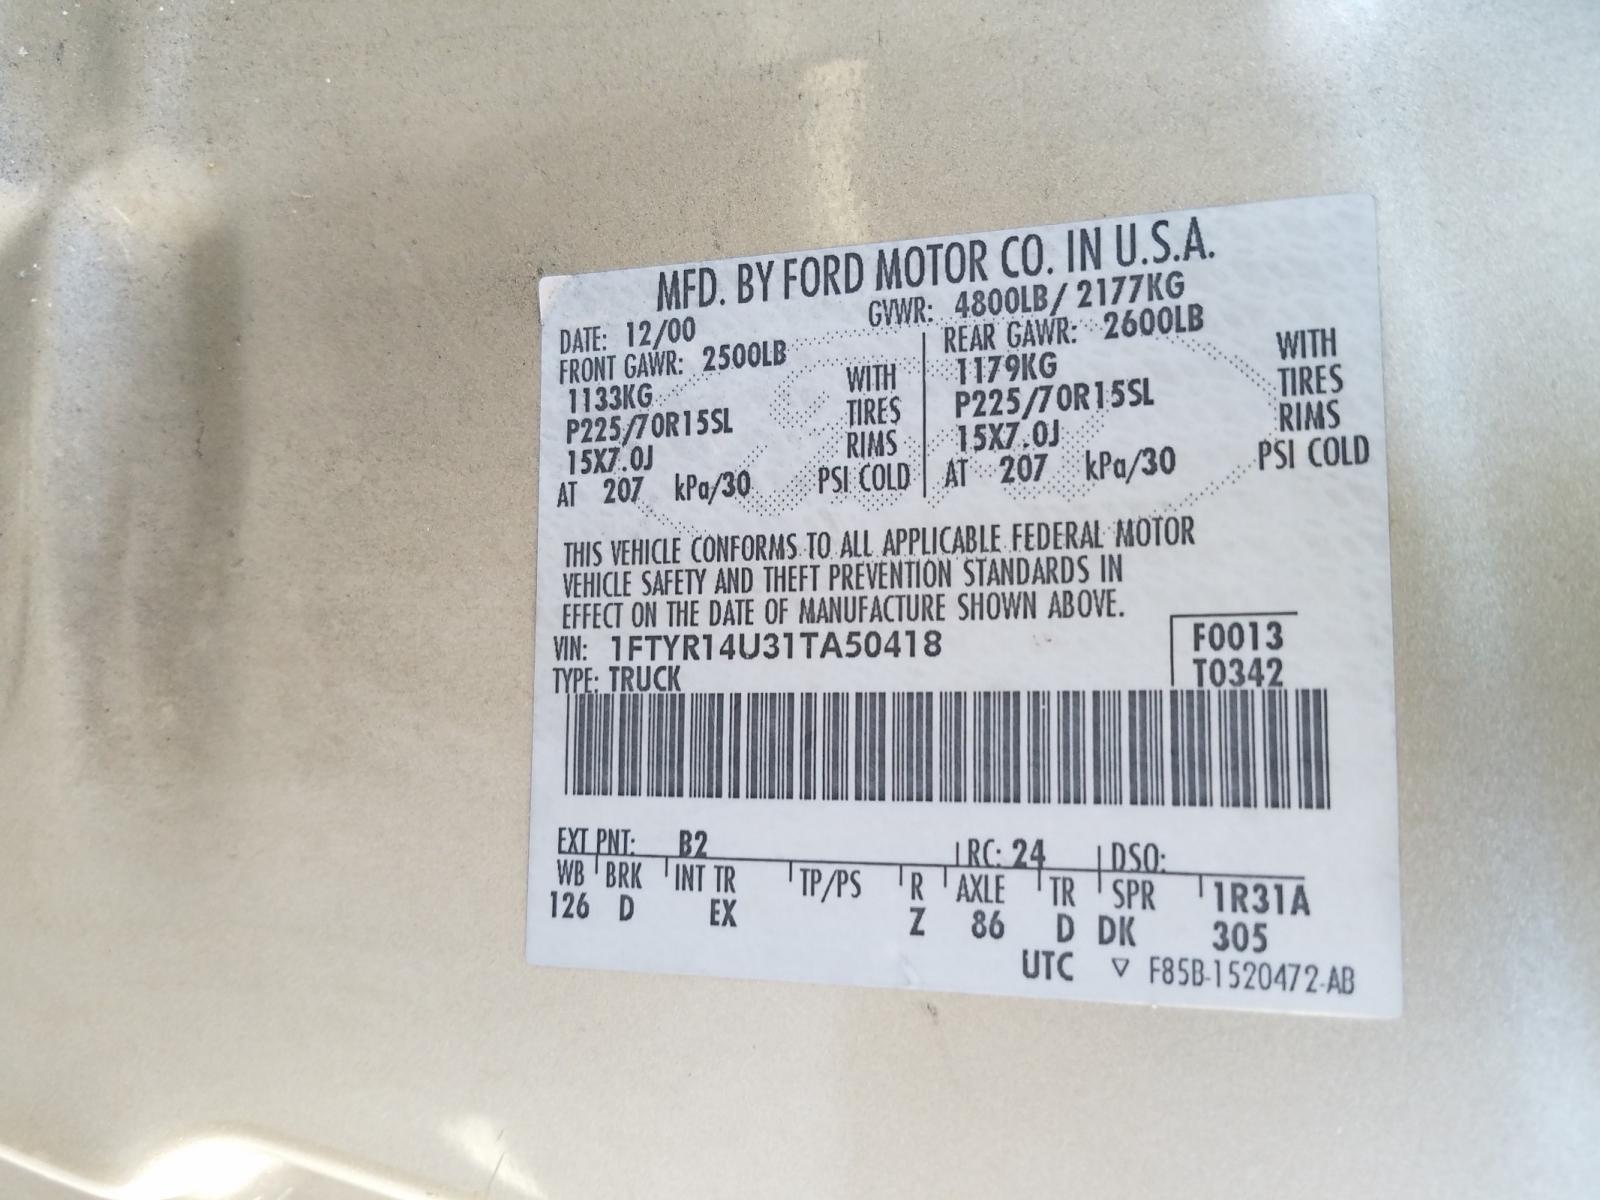 MFD. BY FORD MOTOR CO. IN U.S.A.
DATE: 12/00 GVWR: 4800LB/ 2177KG
FRONT GAWR: 2500LB REAR GAWR: 2600LB
1133KG WITH 1179KG WITH
P225/70R15SL TIRES P225/70R15SL TIRES
15X7.0J RIMS 15X7.0J RIMS
AT 207 kPa/30 PSI COLD AT 207 kPa/30 PSI COLD
THIS VEHICLE CONFORMS TO ALL APPLICABLE FEDERAL MOTOR
VEHICLE SAFETY AND THEFT PREVENTION STANDARDS IN
EFFECT ON THE DATE OF MANUFACTURE SHOWN ABOVE.
VIN: 1FTYR14U31TA50418 F0013
TYPE: TRUCK T0342
EXT PNT: B2 RC: 24 DSO:
WB BRK INT TR TP/PS R AXLE TR SPR 1R31A
126 D EX Z 86 D DK 305
UTC ▽ F85B-1520472-AB